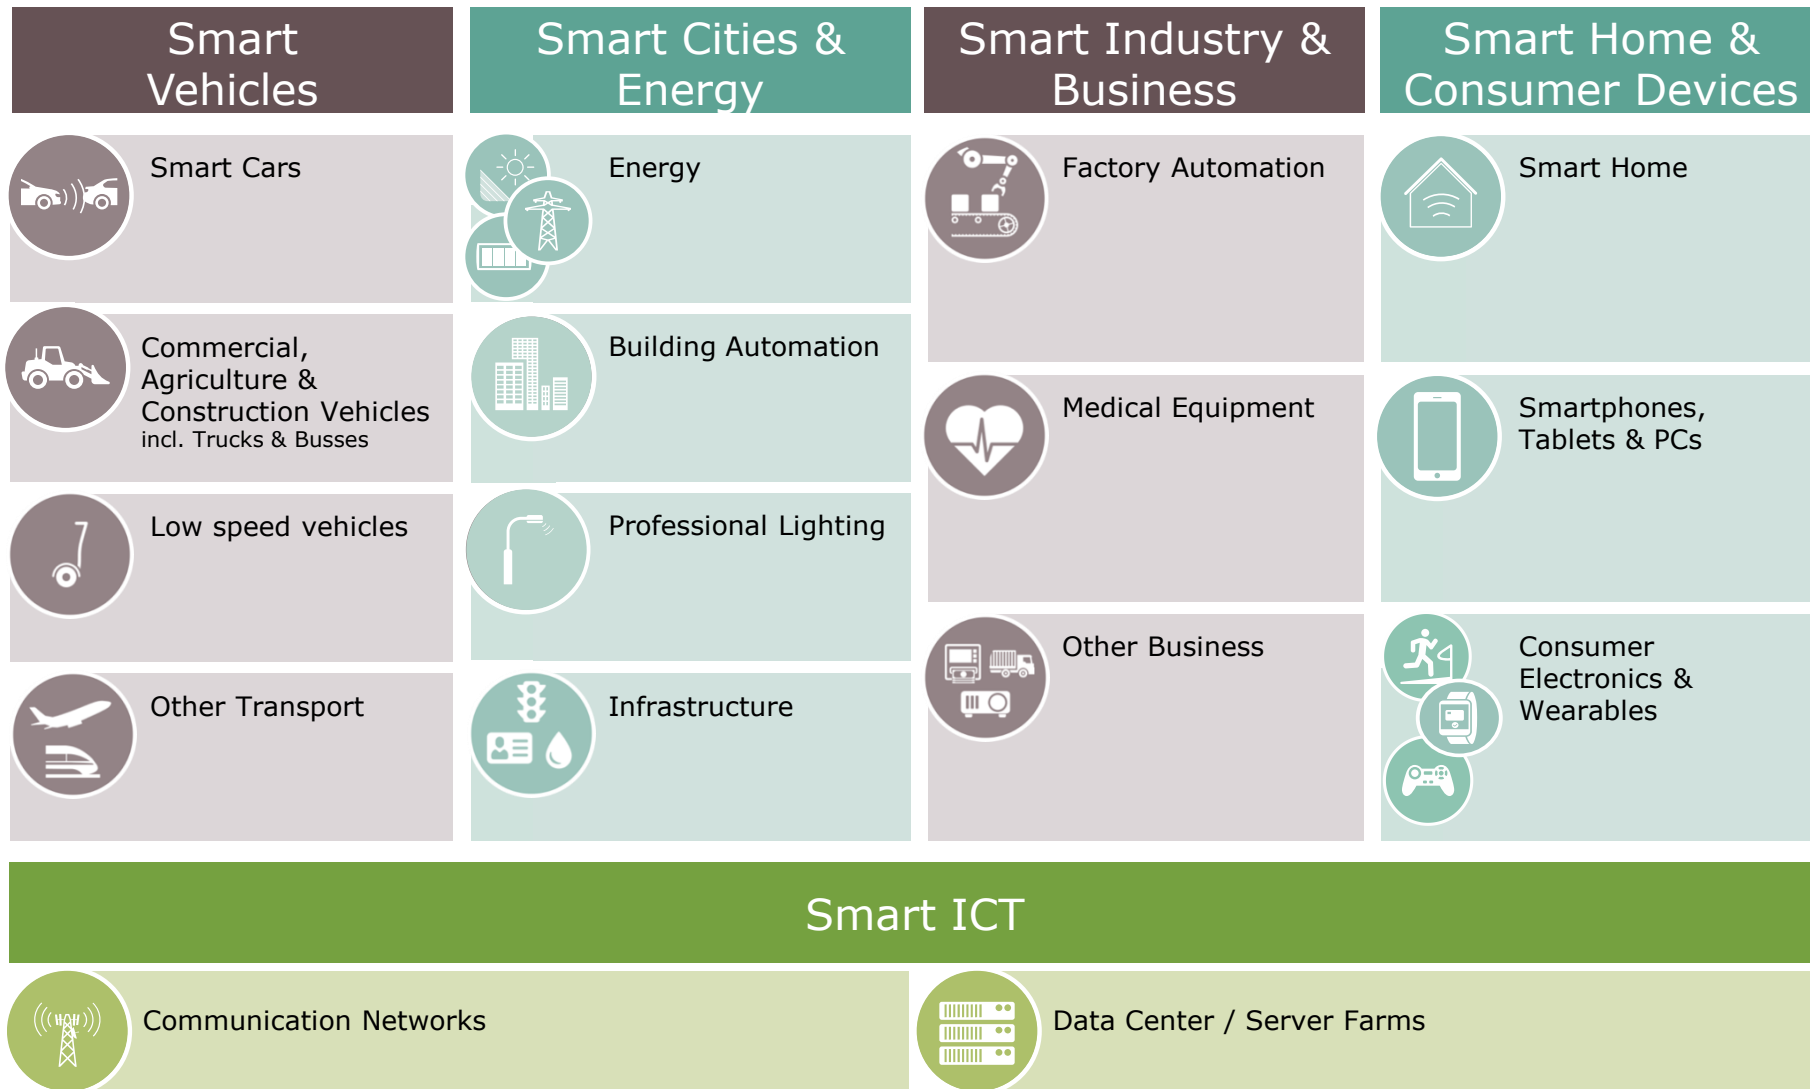 Smart
Vehicles
Smart Cities &
Energy
Smart Industry &
Business
Smart Home &
Consumer Devices
Smart Cars
Commercial,
Agriculture &
Construction Vehicles
incl. Trucks & Busses
Low speed vehicles
Other Transport
Energy
Building Automation
Professional Lighting
Infrastructure
Factory Automation
Medical Equipment
Other Business
Smart Home
Smartphones,
Tablets & PCs
Consumer
Electronics &
Wearables
Smart ICT
Communication Networks
Data Center / Server Farms